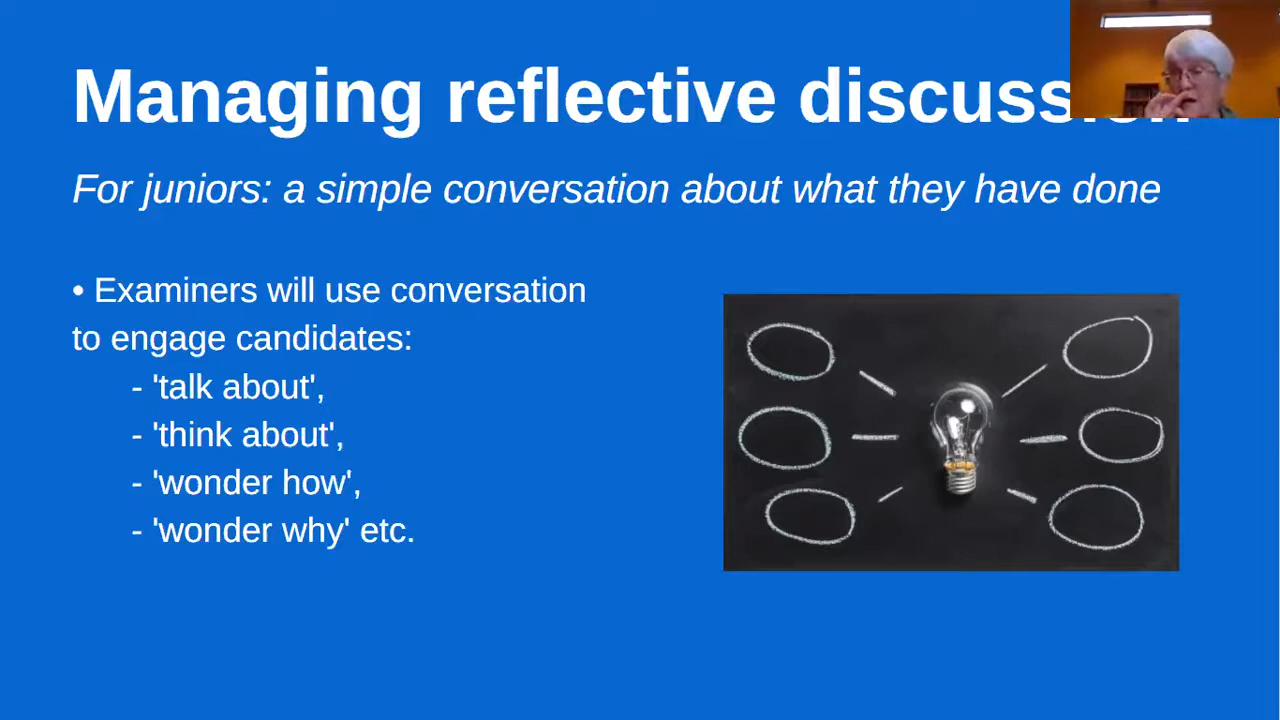 Managing reflective discussion
For juniors: a simple conversation about what they have done
• Examiners will use conversation
to engage candidates:
- 'talk about',
- 'think about',
- 'wonder how',
- 'wonder why' etc.